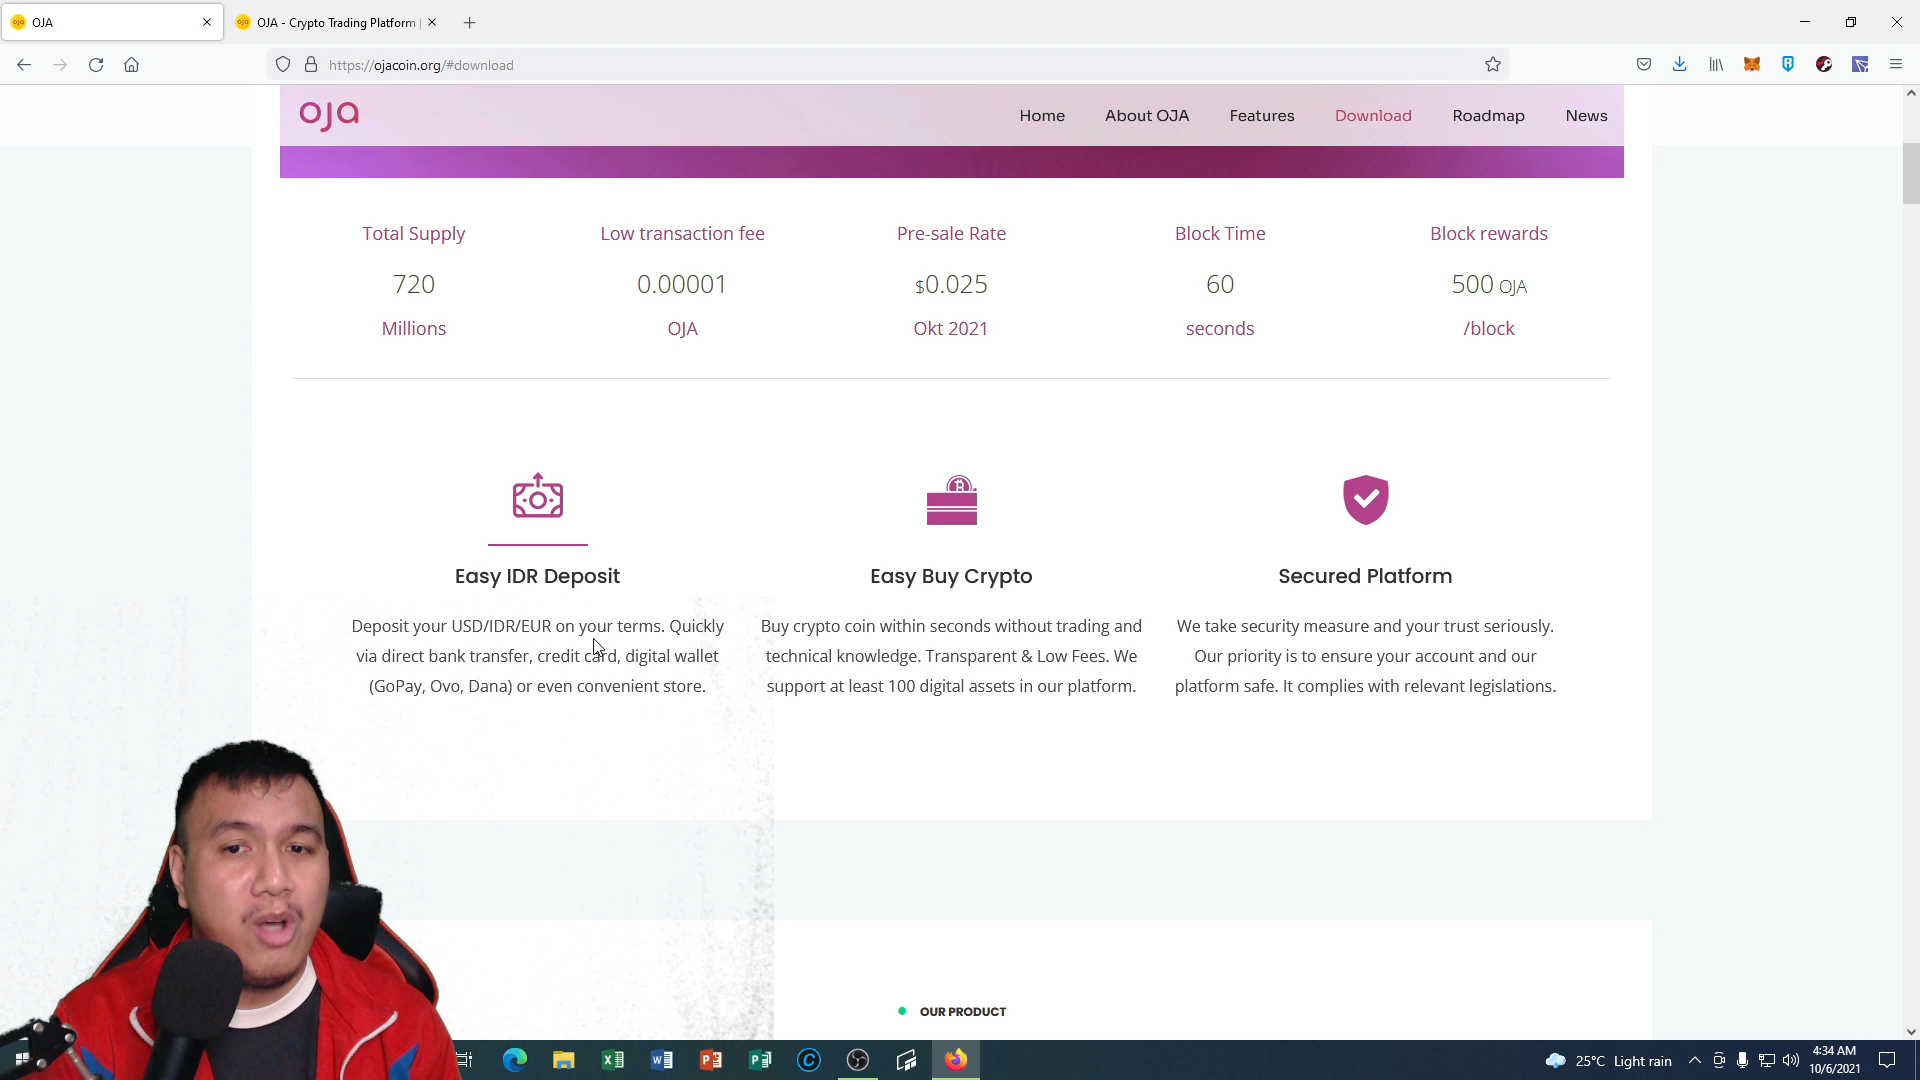 OJA
OJA - Crypto Trading Platform |
https://ojacoin.org/#download
oja
Home
About OJA
Features
Download
Roadmap
News
Total Supply
Low transaction fee
Pre-sale Rate
Block Time
Block rewards
720
0.00001
$0.025
60
500 OJA
Millions
OJA
Okt 2021
seconds
/block
Easy IDR Deposit
Deposit your USD/IDR/EUR on your terms. Quickly
via direct bank transfer, credit card, digital wallet
(GoPay, Ovo, Dana) or even convenient store.
Easy Buy Crypto
Buy crypto coin within seconds without trading and
technical knowledge. Transparent & Low Fees. We
support at least 100 digital assets in our platform.
Secured Platform
We take security measure and your trust seriously.
Our priority is to ensure your account and our
platform safe. It complies with relevant legislations.
OUR PRODUCT
25°C Light rain
4:34 AM
10/6/2021